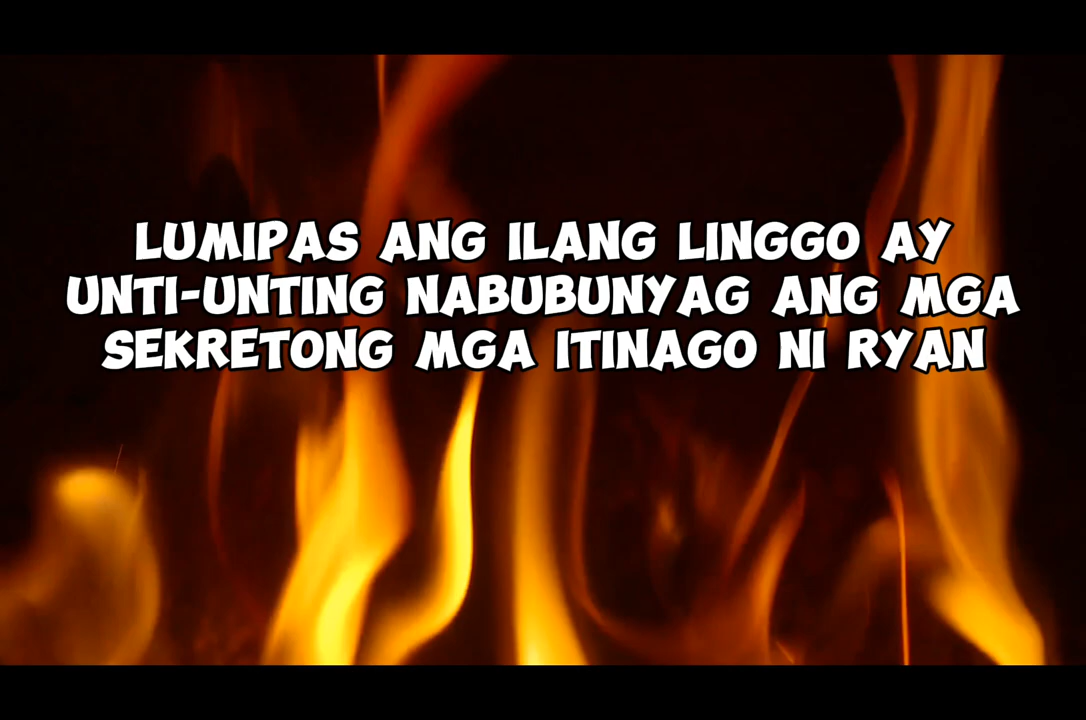 LUMIPAS ANG ILANG LINGGO AY
UNTI-UNTING NABUBUNYAG ANG MGA
SEKRETONG MGA ITINAGO NI RYAN